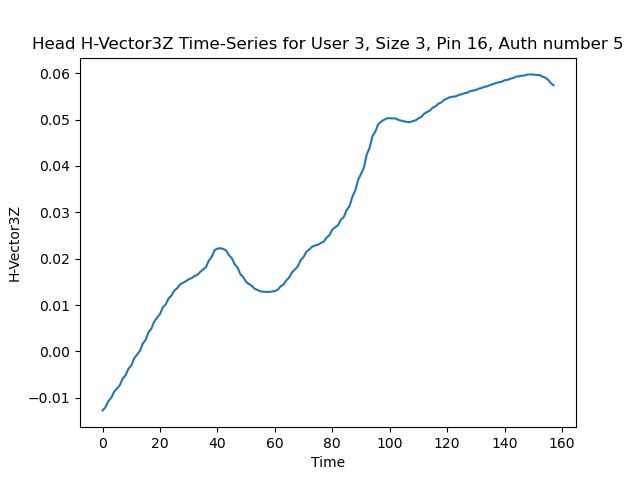 Head H-Vector3Z Time-Series for User 3, Size 3, Pin 16, Auth number 5
0.06
0.05
0.04
0.03
0.02
0.01
0.00
−0.01
H-Vector3Z
0 20 40 60 80 100 120 140 160
Time